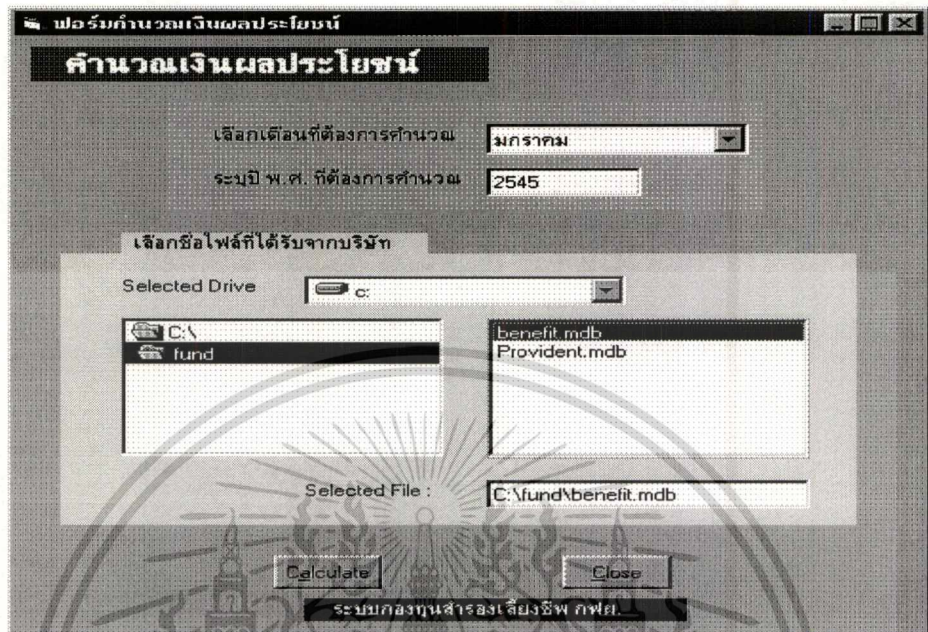 ฟอร์มคำนวณเงินผลประโยชน์
คำนวณเงินผลประโยชน์
เลือกเดือนที่ต้องการคำนวณ
มกราคม
ระบุปี พ.ศ. ที่ต้องการคำนวณ
2545
เลือกชื่อไฟล์ที่ได้รับจากบริษัท
Selected Drive
c:
C:\
fund
benefit.mdb
Provident.mdb
Selected File :
C:\fund\benefit.mdb
Calculate
Close
ระบบกองทุนสำรองเลี้ยงชีพ กฟผ.